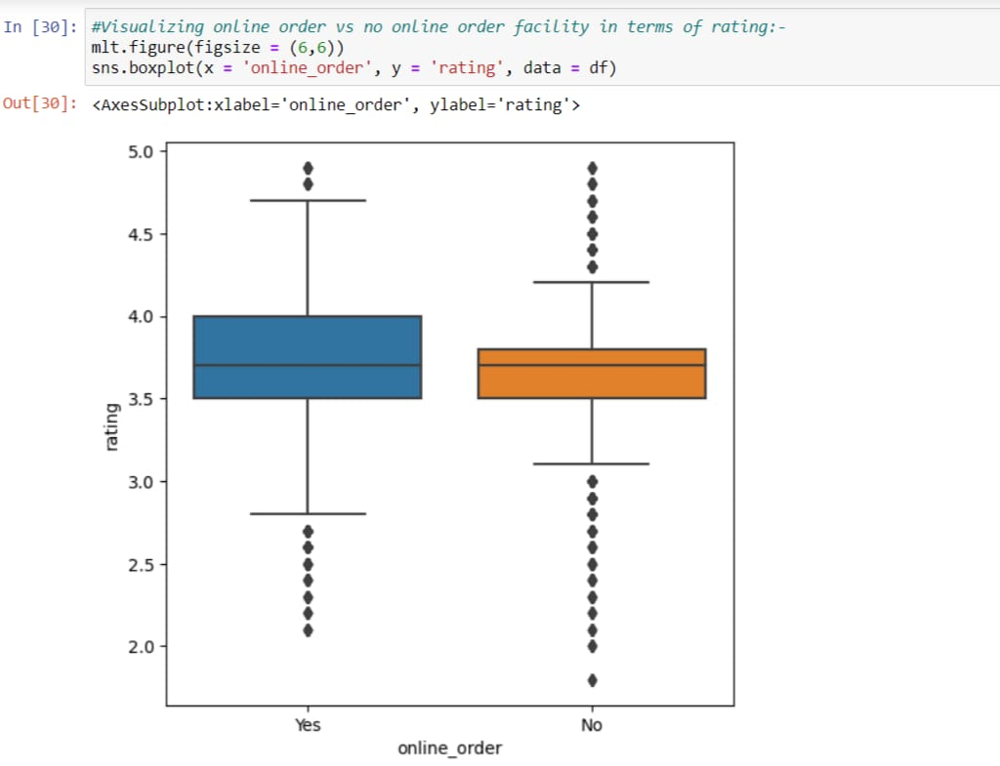 In [30]: #Visualizing online order vs no online order facility in terms of rating:-
mlt.figure(figsize = (6,6))
sns.boxplot(x = 'online_order', y = 'rating', data = df)
Out[30]: <AxesSubplot:xlabel='online_order', ylabel='rating'>
5.0
4.5
4.0
3.5
3.0
2.5
2.0
rating
Yes
No
online_order